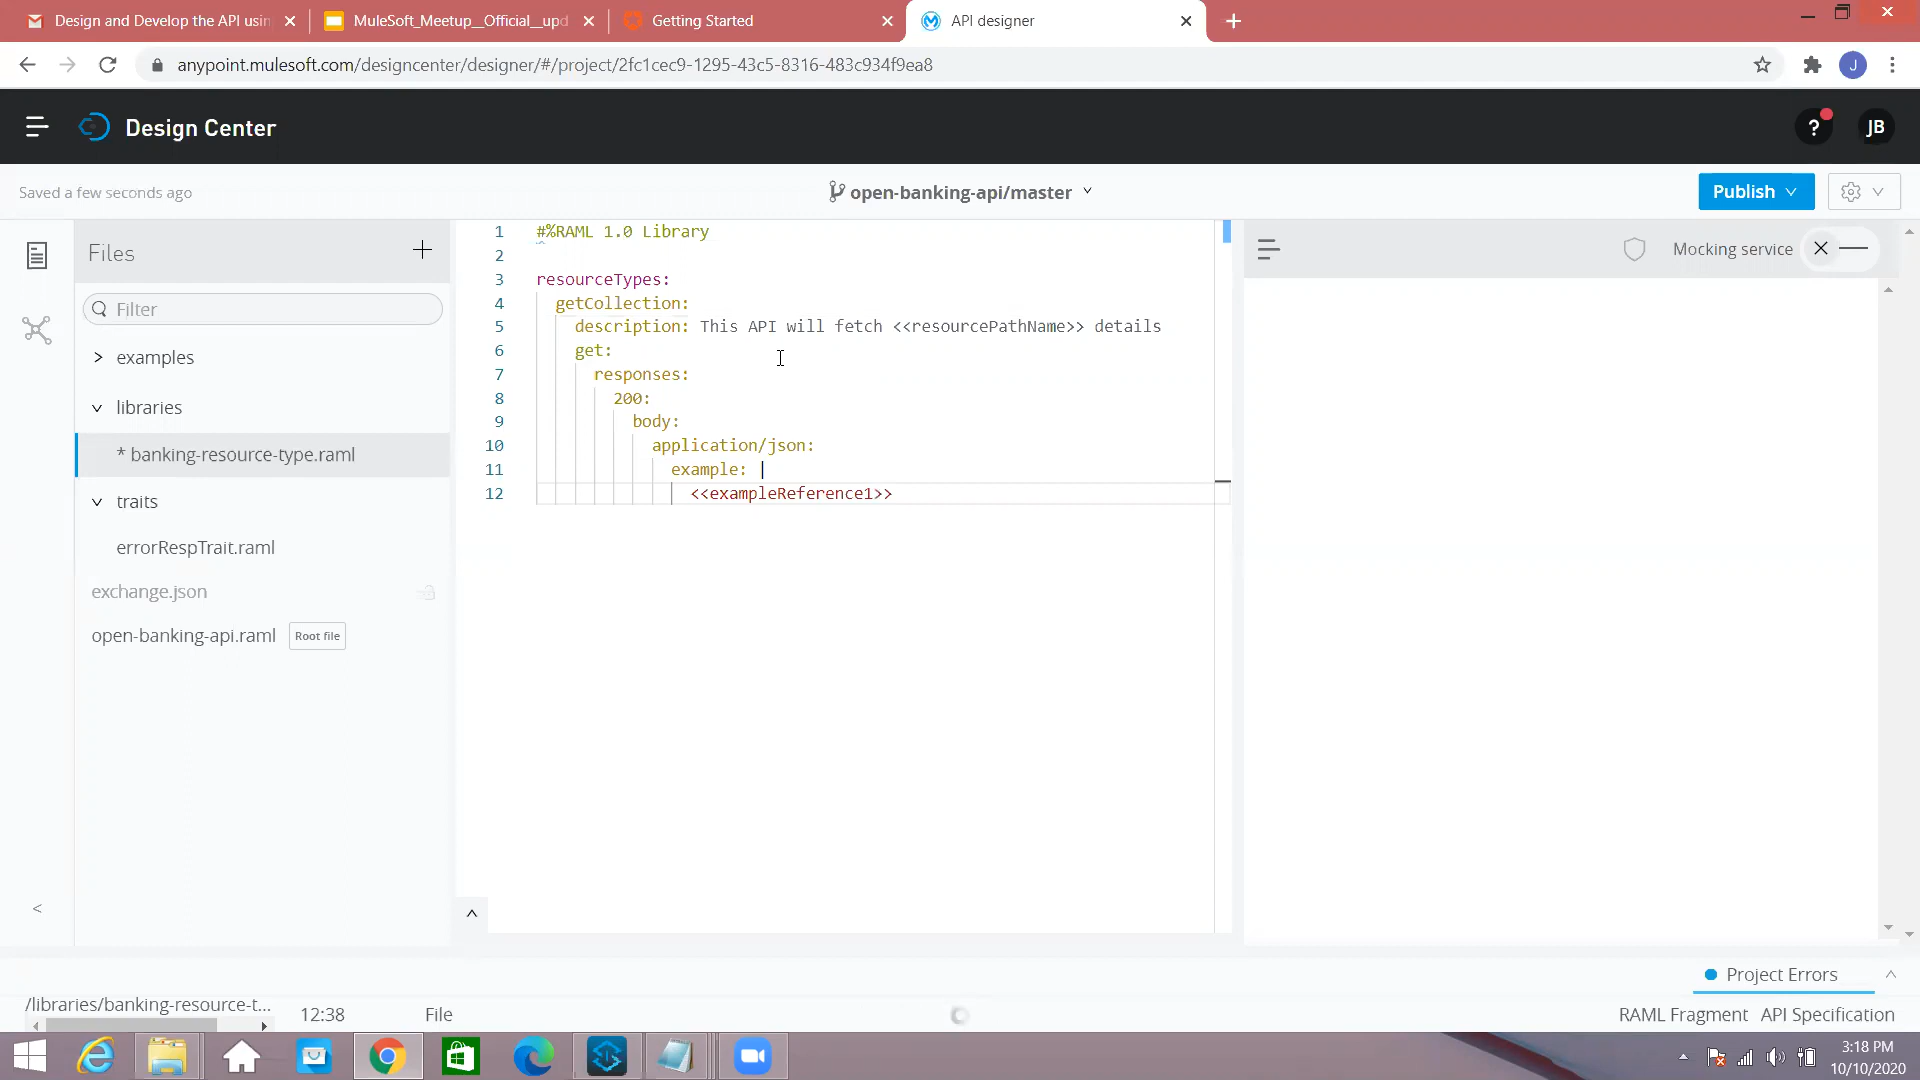 Design and Develop the API usin
MuleSoft_Meetup__Official__upd
Getting Started
API designer
anypoint.mulesoft.com/designcenter/designer/#/project/2fc1cec9-1295-43c5-8316-483c934f9ea8
J
Design Center
?
JB
Saved a few seconds ago
open-banking-api/master
Publish
Files
Filter
examples
libraries
* banking-resource-type.raml
traits
errorRespTrait.raml
exchange.json
open-banking-api.raml Root file
1 #%RAML 1.0 Library
2
3 resourceTypes:
4 getCollection:
5 description: This API will fetch <<resourcePathName>> details
6 get:
7 responses:
8 200:
9 body:
10 application/json:
11 example: |
12 <<exampleReference1>>
Mocking service
Project Errors
/libraries/banking-resource-t...
12:38
File
RAML Fragment
API Specification
3:18 PM
10/10/2020